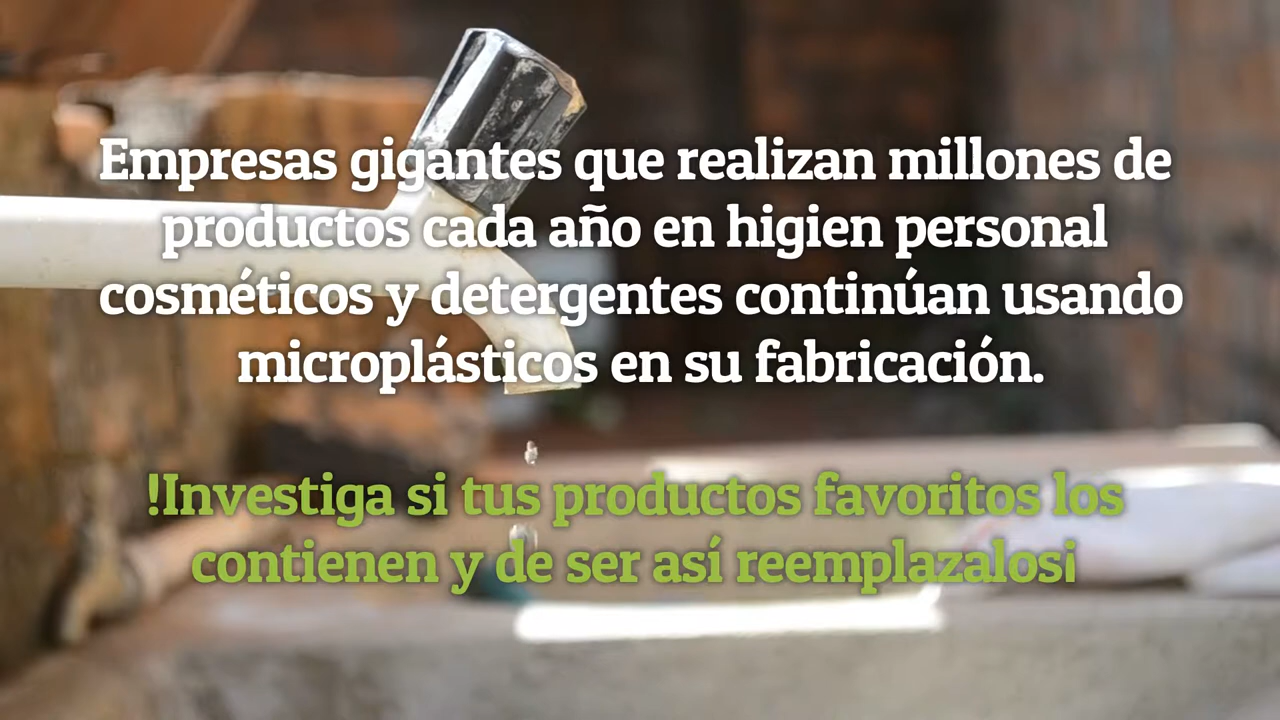 Empresas gigantes que realizan millones de
productos cada año en higien personal
cosméticos y detergentes continúan usando
microplásticos en su fabricación.
!Investiga si tus productos favoritos los
contienen y de ser así reemplazalos¡